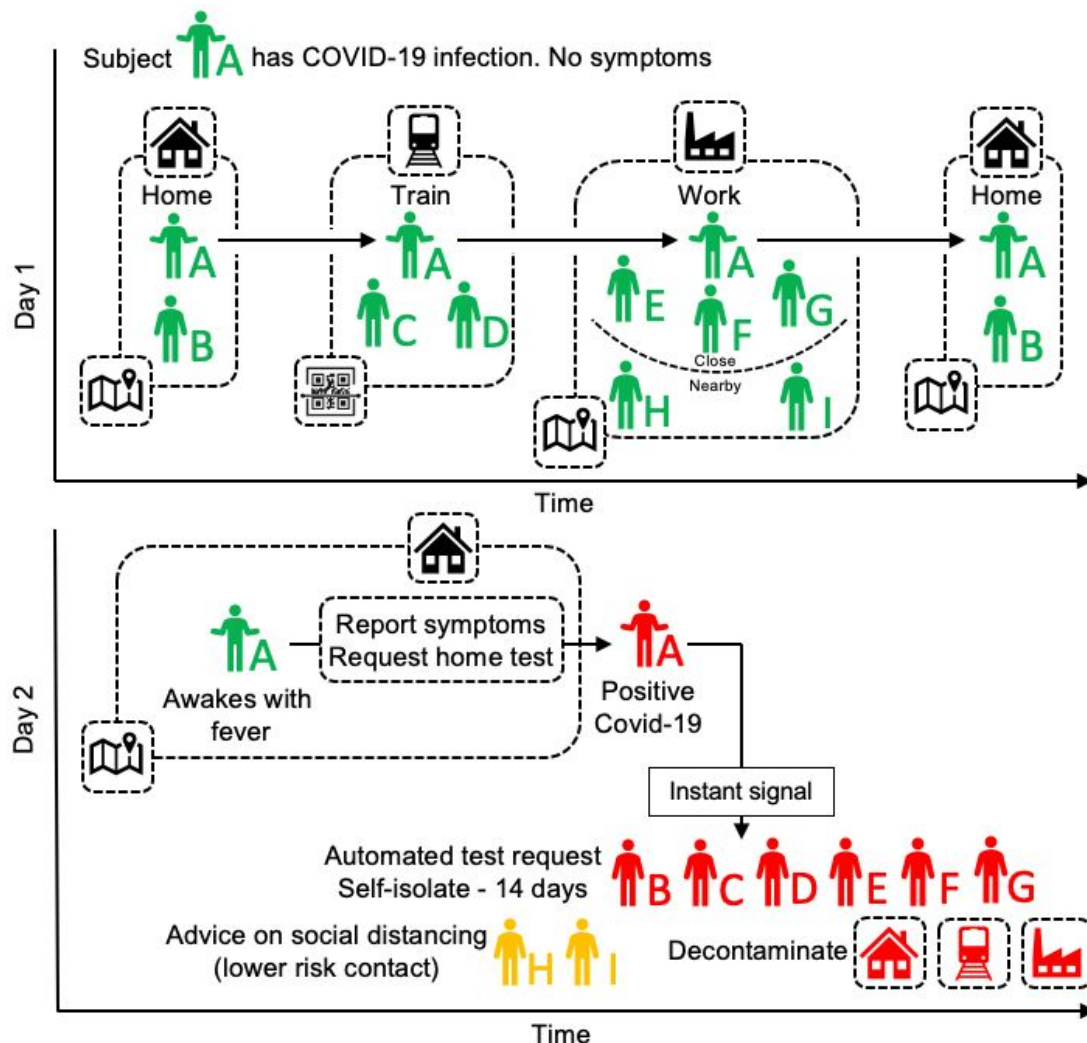 Subject A has COVID-19 infection. No symptoms
Home
Train
Work
Home
A
A
A
A
B
C
D
E
F
G
B
Close
Nearby
H
I
Day 1
Time
A
Awakes with
fever
Report symptoms
Request home test
A
Positive
Covid-19
Instant signal
Automated test request
Self-isolate - 14 days
B C D E F G
Advice on social distancing
(lower risk contact)
H I
Decontaminate
Day 2
Time